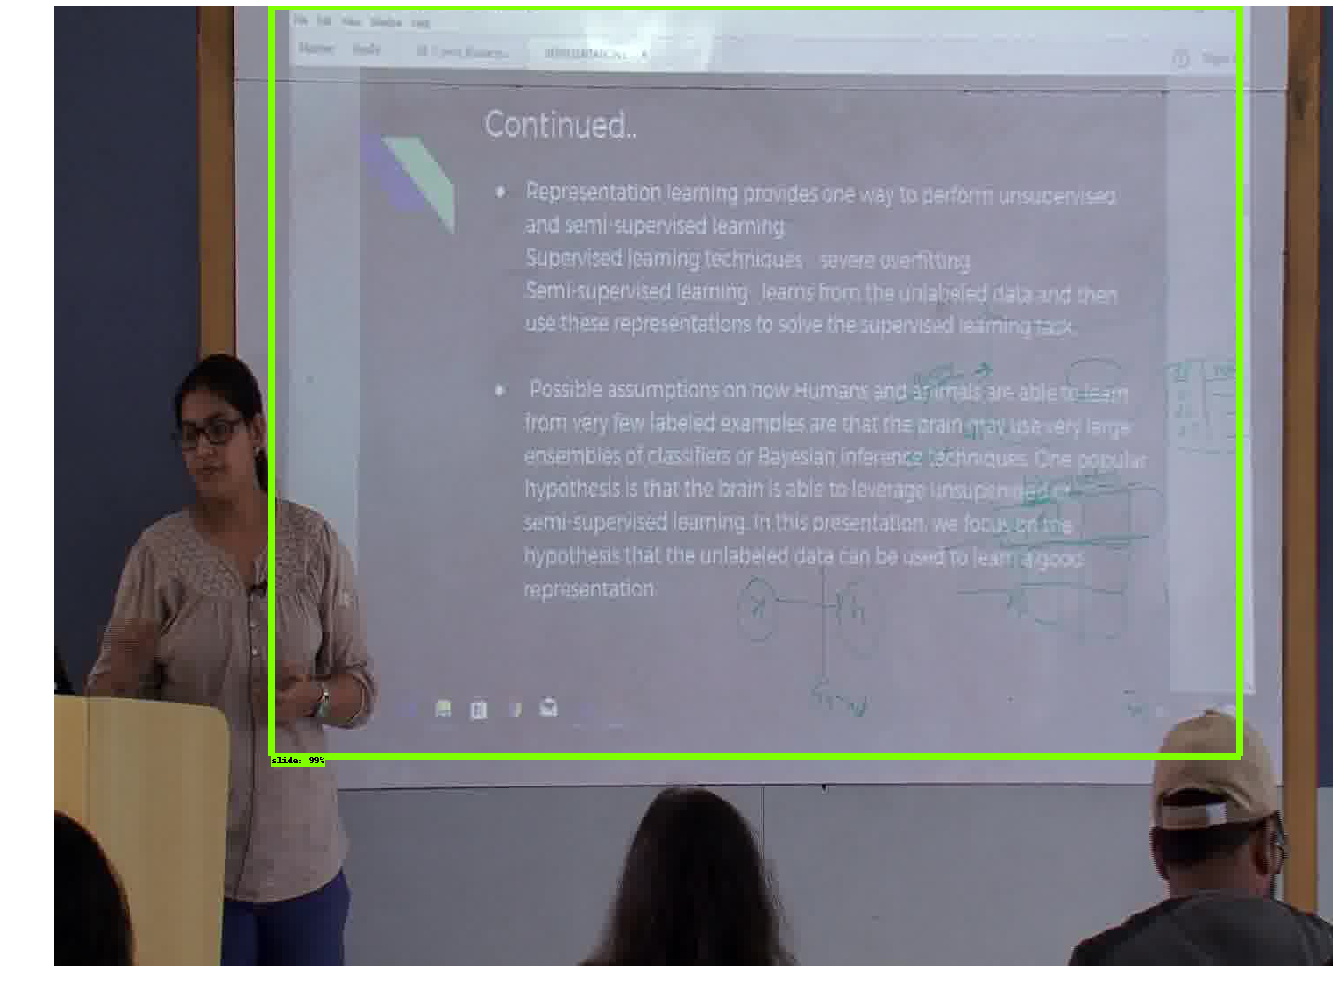 File Edit View Window Help
Home Tools
Continued..
• Representation learning provides one way to perform unsupervised
and semi-supervised learning
Supervised learning techniques severe overfitting
Semi-supervised learning learns from the unlabeled data and then
use these representations to solve the supervised learning task.
• Possible assumptions on how Humans and animals are able to learn
from very few labeled examples are that the brain may use very large
ensembles of classifiers or Bayesian inference techniques. One popular
hypothesis is that the brain is able to leverage unsupervised or
semi-supervised learning. In this presentation, we focus on the
hypothesis that the unlabeled data can be used to learn a good
representation.
x
h
slide: 99%